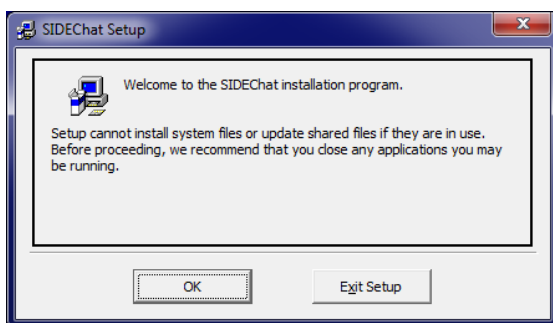 SIDEChat Setup
Welcome to the SIDEChat installation program.
Setup cannot install system files or update shared files if they are in use.
Before proceeding, we recommend that you close any applications you may
be running.
OK
Exit Setup